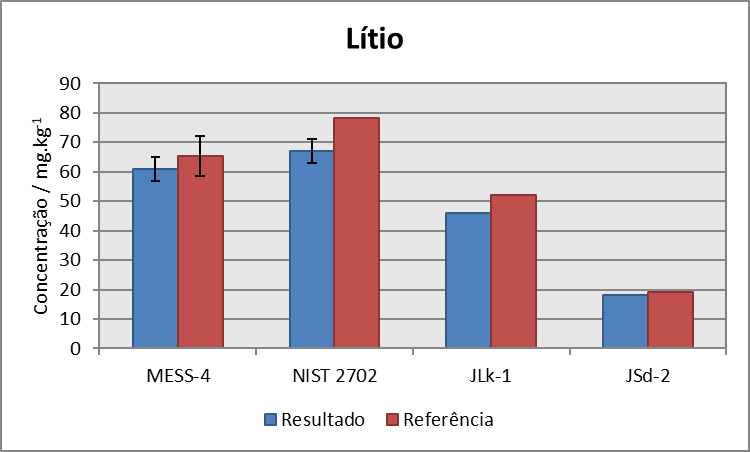 Lítio
Concentração / mg.kg⁻¹
90
80
70
60
50
40
30
20
10
0
MESS-4 NIST 2702 JLk-1 JSd-2
Resultado Referência